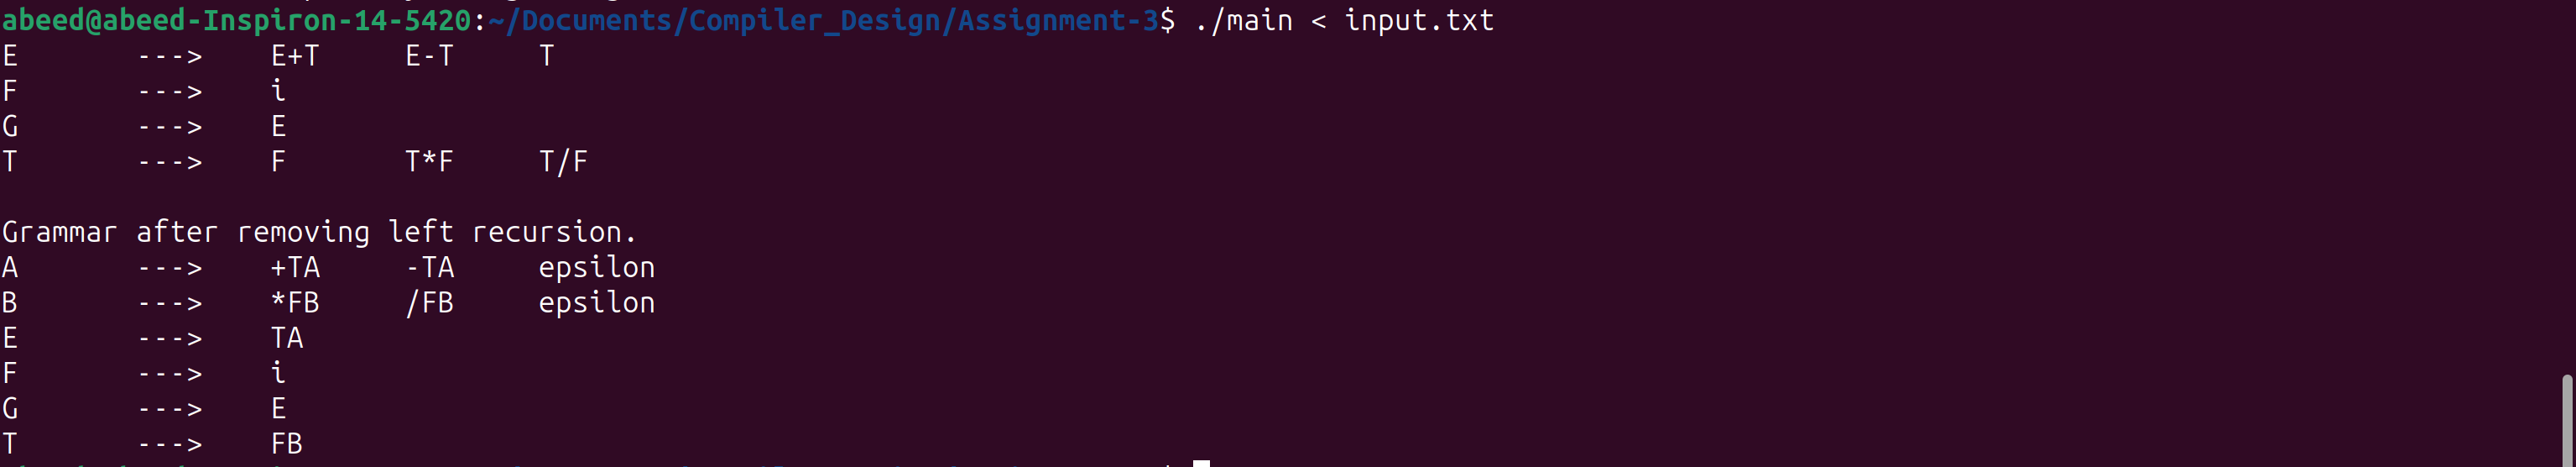 abeed@abeed-Inspiron-14-5420:~/Documents/Compiler_Design/Assignment-3$ ./main < input.txt
E ---> E+T E-T T
F ---> i
G ---> E
T ---> F T*F T/F
Grammar after removing left recursion.
A ---> +TA -TA epsilon
B ---> *FB /FB epsilon
E ---> TA
F ---> i
G ---> E
T ---> FB